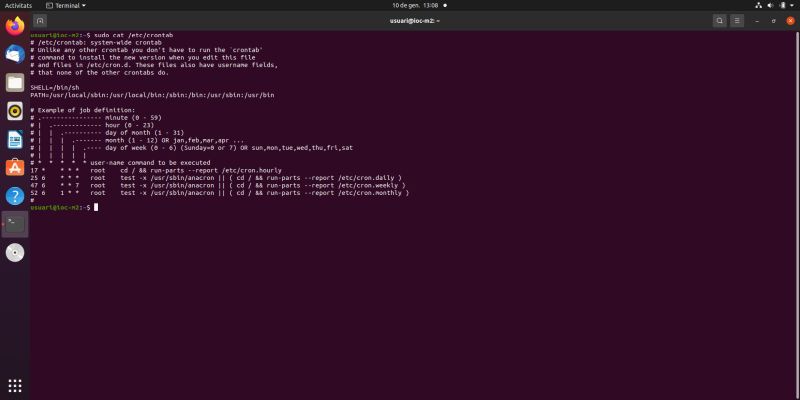 Activitats
Terminal
10 de gen. 13:08
usuari@ioc-m2: ~
usuari@ioc-m2:~$ sudo cat /etc/crontab
# /etc/crontab: system-wide crontab
# Unlike any other crontab you don't have to run the `crontab'
# command to install the new version when you edit this file
# and files in /etc/cron.d. These files also have username fields,
# that none of the other crontabs do.

SHELL=/bin/sh
PATH=/usr/local/sbin:/usr/local/bin:/sbin:/bin:/usr/sbin:/usr/bin

# Example of job definition:
# .---------------- minute (0 - 59)
# |  .------------- hour (0 - 23)
# |  |  .---------- day of month (1 - 31)
# |  |  |  .------- month (1 - 12) OR jan,feb,mar,apr ...
# |  |  |  |  .---- day of week (0 - 6) (Sunday=0 or 7) OR sun,mon,tue,wed,thu,fri,sat
# |  |  |  |  |
# *  *  *  *  * user-name command to be executed
17 *    * * *   root    cd / && run-parts --report /etc/cron.hourly
25 6    * * *   root    test -x /usr/sbin/anacron || ( cd / && run-parts --report /etc/cron.daily )
47 6    * * 7   root    test -x /usr/sbin/anacron || ( cd / && run-parts --report /etc/cron.weekly )
52 6    1 * *   root    test -x /usr/sbin/anacron || ( cd / && run-parts --report /etc/cron.monthly )
#
usuari@ioc-m2:~$